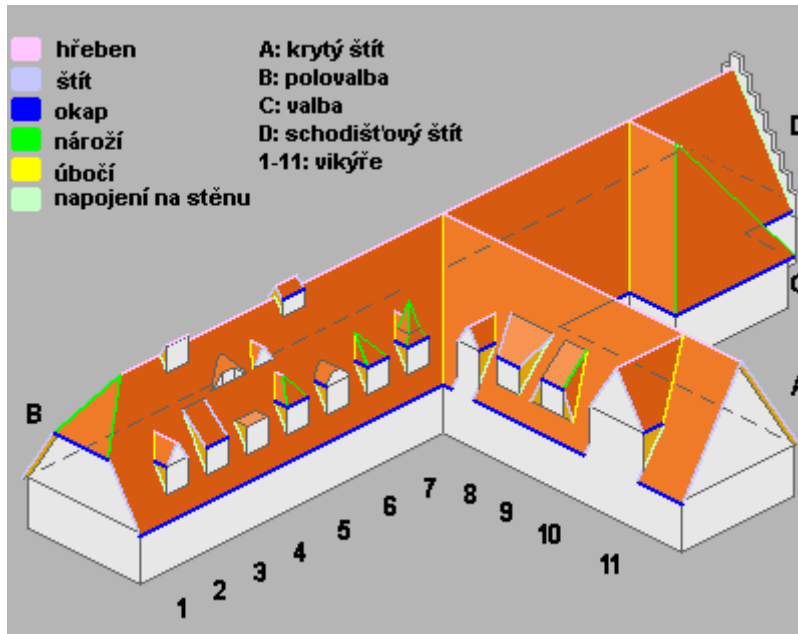 hřeben
štít
okap
nároží
úbočí
napojení na stěnu
A: krytý štít
B: polovalba
C: valba
D: schodišťový štít
1-11: vikýře
D
C
A
B
1 2 3 4 5 6 7 8 9 10 11